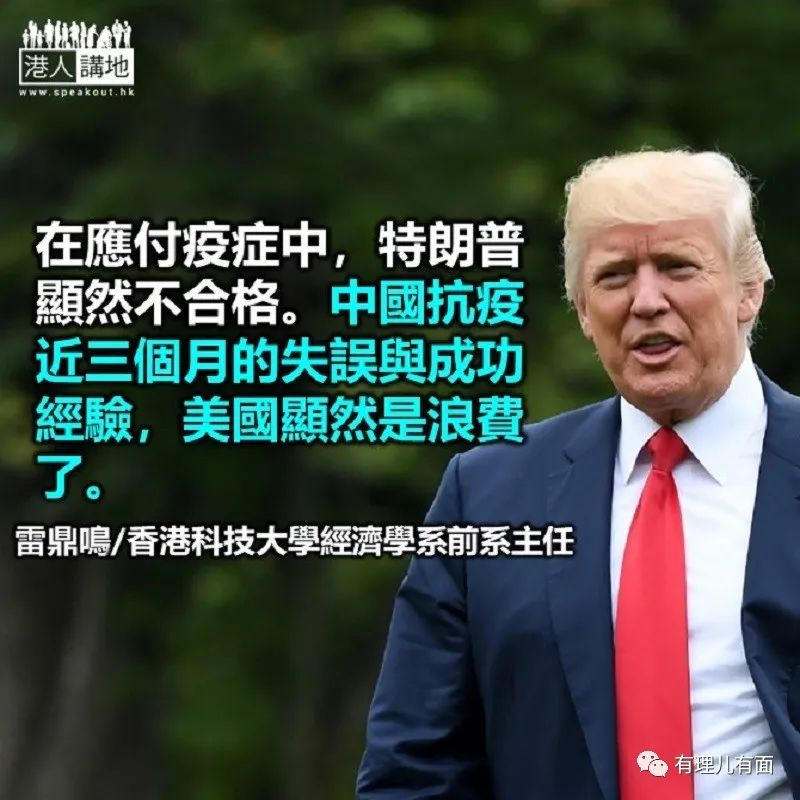 港人講地
www.speakout.hk
在應付疫症中，特朗普
顯然不合格。中國抗疫
近三個月的失誤與成功
經驗，美國顯然是浪費
了。
雷鼎鳴/香港科技大學經濟學系前系主任
有理儿有面